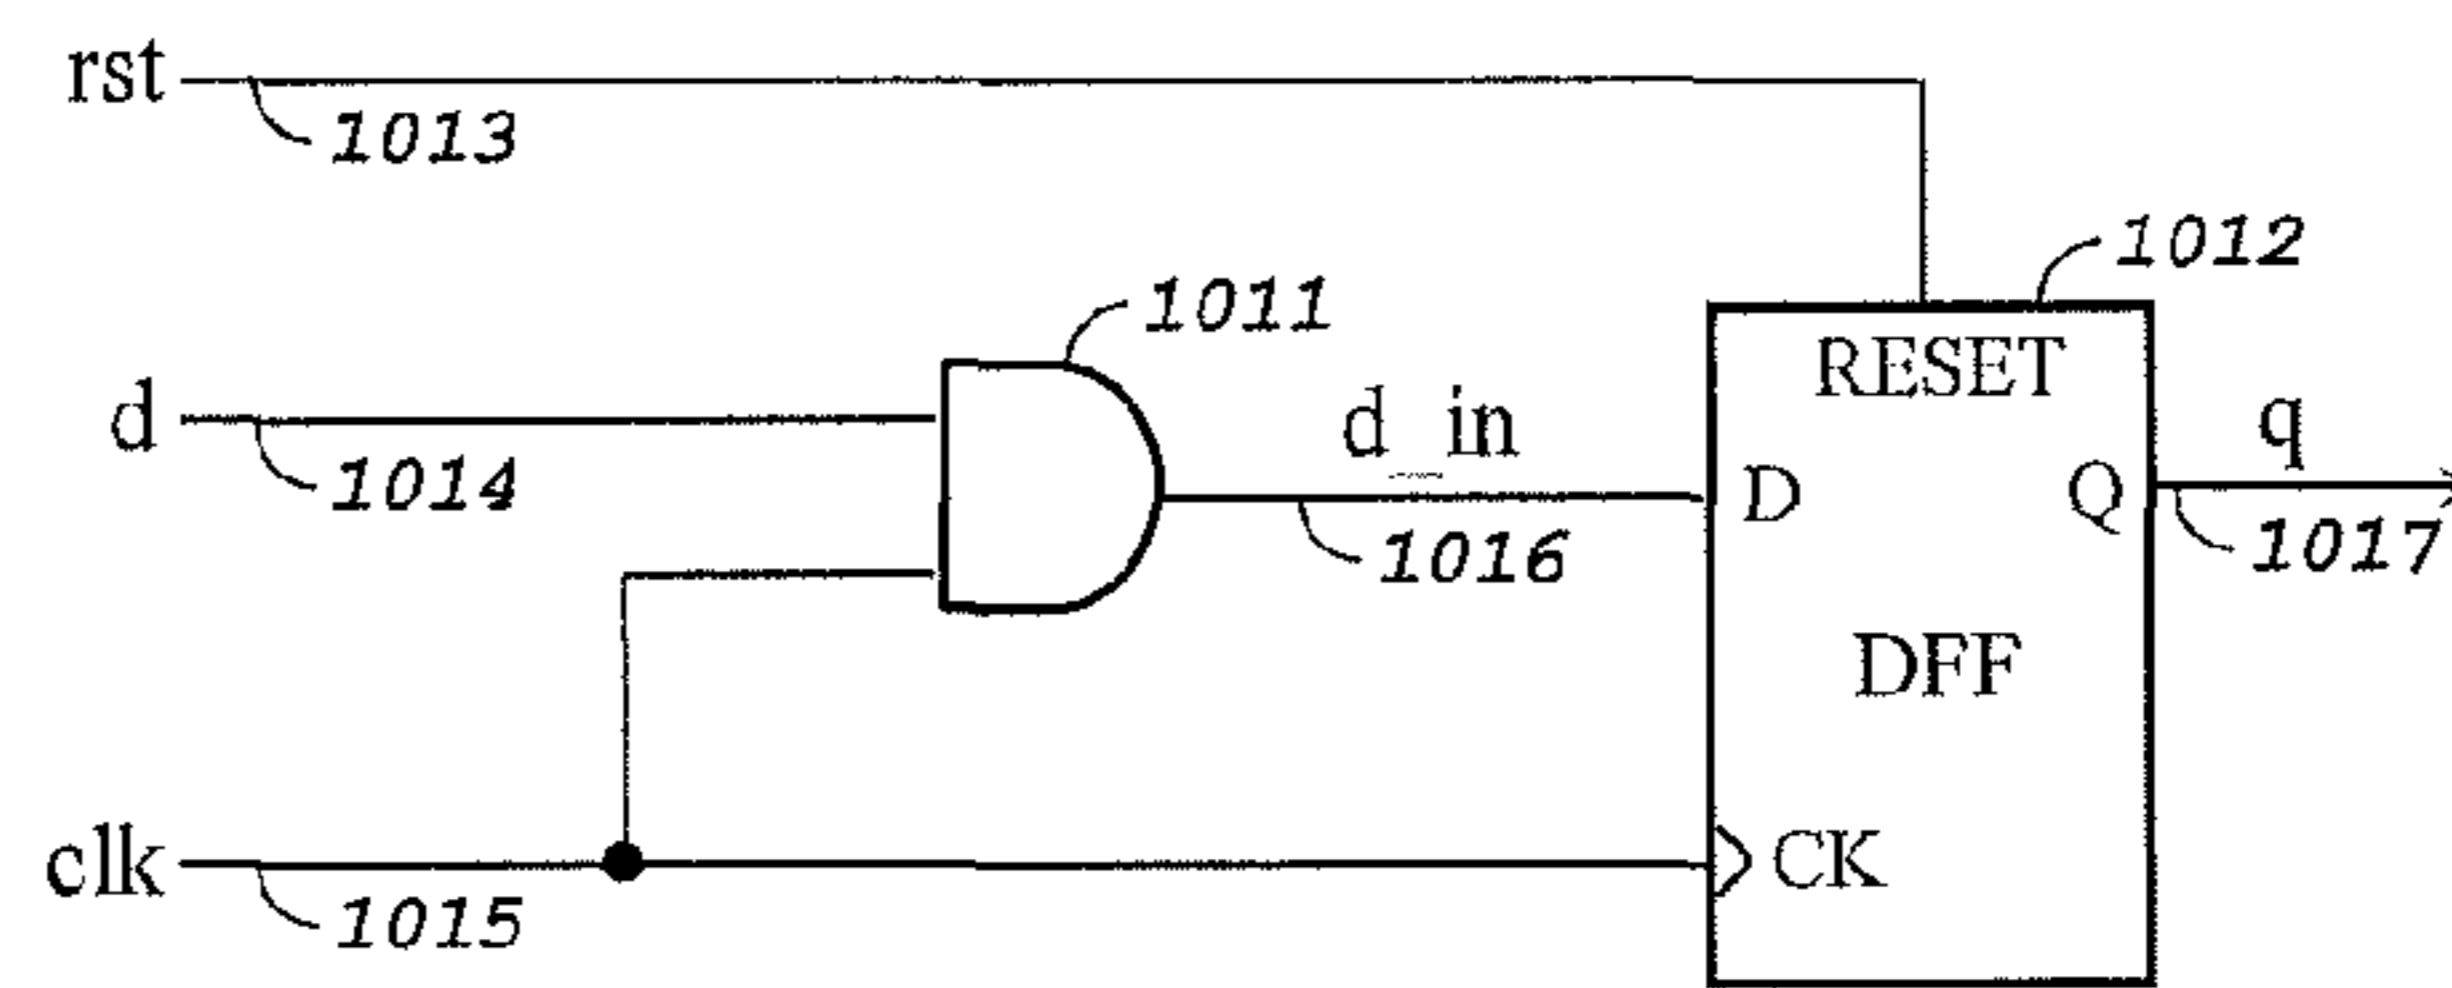 rst
1013
1012
1011
RESET
d
d_in
q
1014
D
Q
1016
1017
DFF
clk
CK
1015